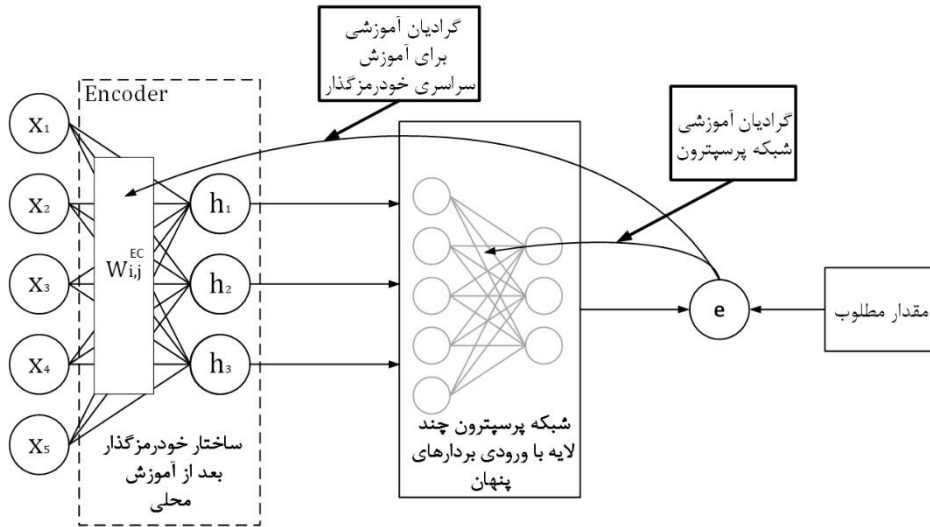 گرادیان آموزشی
برای آموزش
سراسری خودرمزگذار
گرادیان آموزشی
شبکه پرسپترون
Encoder
X1
X2
X3
X4
X5
W i,j EC
h1
h2
h3
e
مقدار مطلوب
ساختار خودرمزگذار
بعد از آموزش
محلی
شبکه پرسپترون چند
لایه با ورودی بردارهای
پنهان